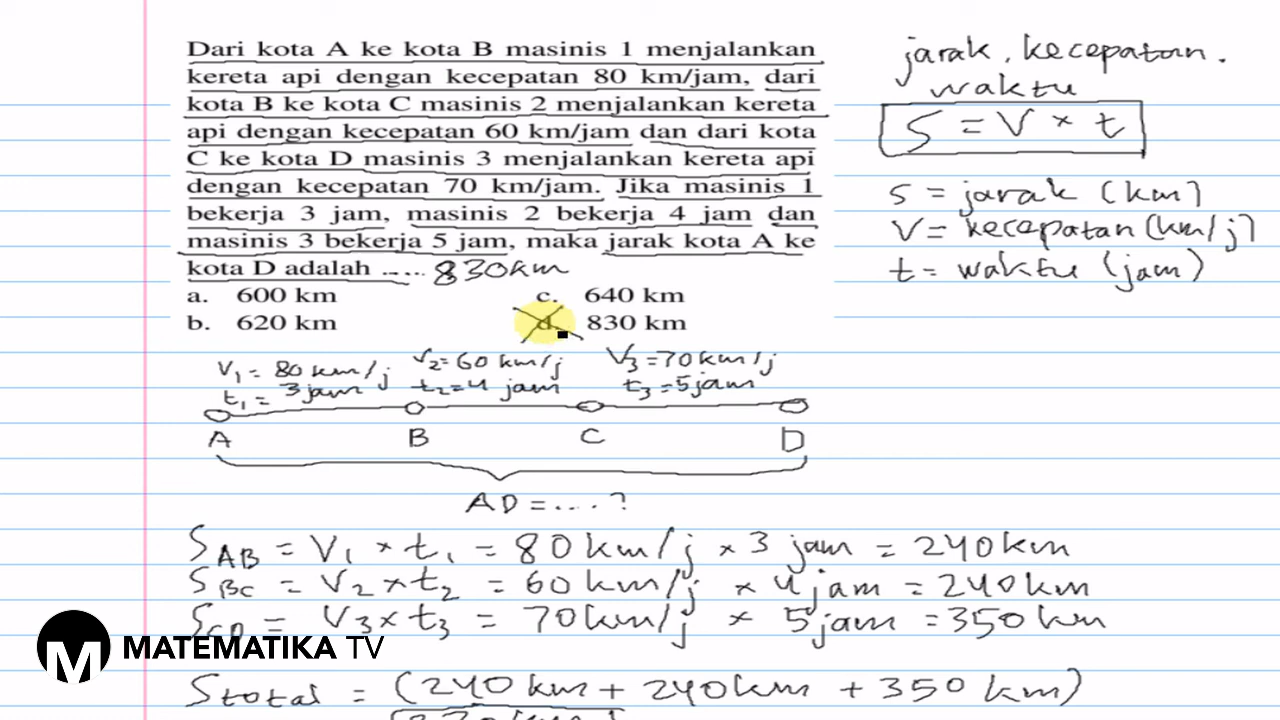 Dari kota A ke kota B masinis 1 menjalankan
kereta api dengan kecepatan 80 km/jam, dari
kota B ke kota C masinis 2 menjalankan kereta
api dengan kecepatan 60 km/jam dan dari kota
C ke kota D masinis 3 menjalankan kereta api
dengan kecepatan 70 km/jam. Jika masinis 1
bekerja 3 jam, masinis 2 bekerja 4 jam dan
masinis 3 bekerja 5 jam, maka jarak kota A ke
kota D adalah ..... 830km
a. 600 km c. 640 km
b. 620 km d. 830 km
jarak, kecepatan.
waktu
S = V × t
s = jarak (km)
V = kecepatan (km/j)
t = waktu (jam)
V1 = 80 km/j V2 = 60 km/j V3 = 70 km/j
t1 = 3 jam t2 = 4 jam t3 = 5 jam
A B C D
AD = ....?
SAB = V1 × t1 = 80 km/j × 3 jam = 240 km
SBC = V2 × t2 = 60 km/j × 4 jam = 240 km
SCD = V3 × t3 = 70 km/j × 5 jam = 350 km
M MATEMATIKA TV
Stotal = (240 km + 240 km + 350 km)